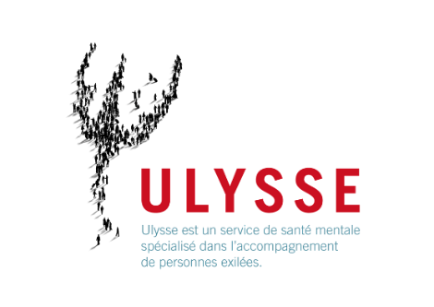 ULYSSE
Ulysse est un service de santé mentale
spécialisé dans l'accompagnement
de personnes exilées.